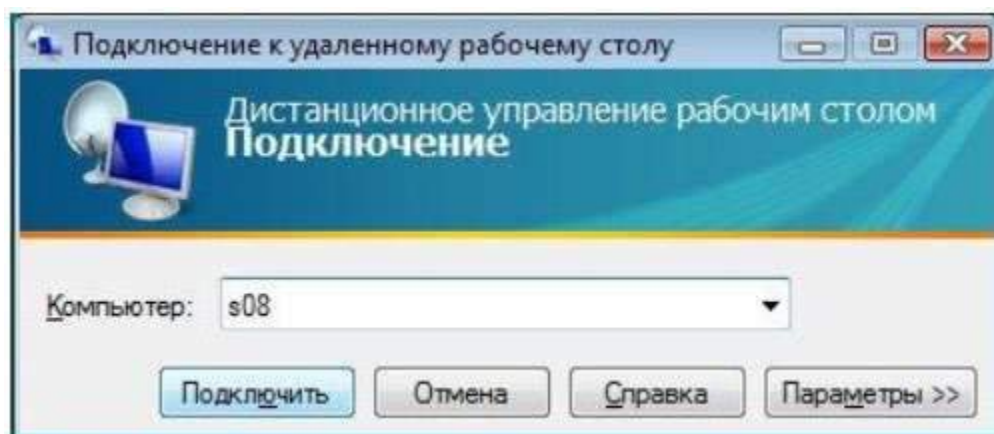 Подключение к удаленному рабочему столу
Дистанционное управление рабочим столом
Подключение
Компьютер: s08
Подключить Отмена Справка Параметры >>